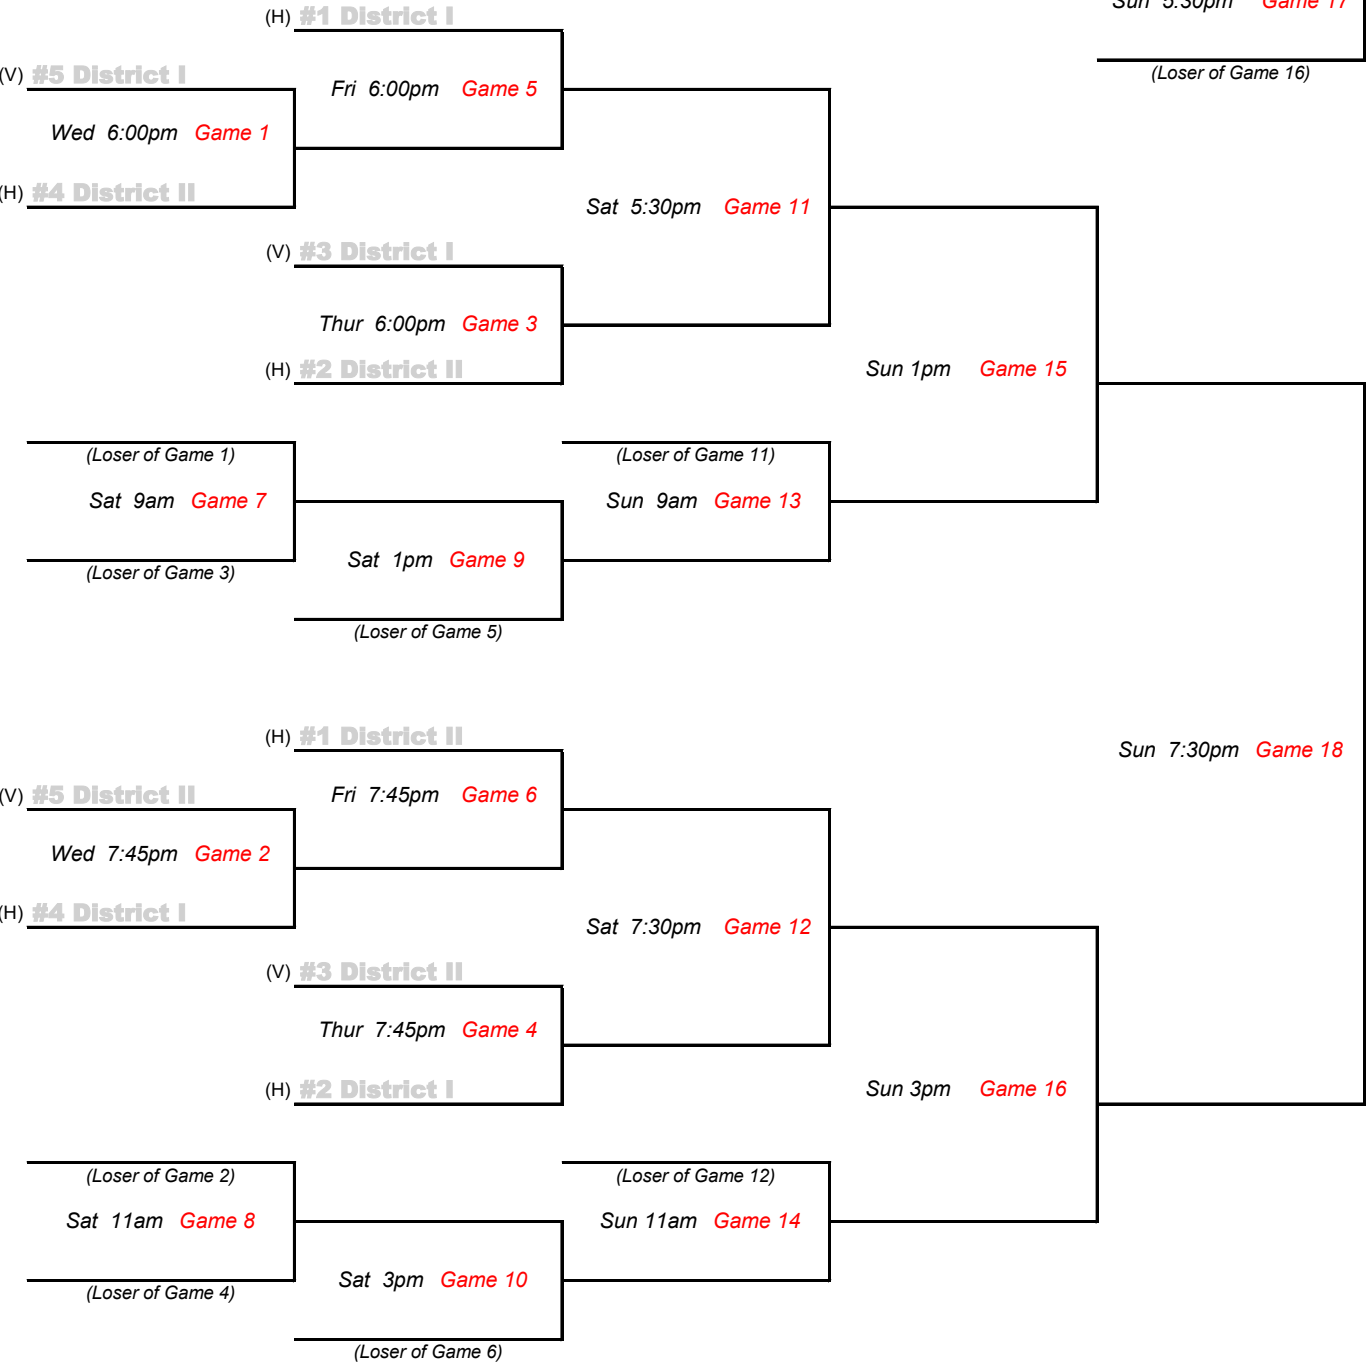 (H) #1 District I
Sun 5:30pm Game 17
(Loser of Game 16)
(V) #5 District I
Fri 6:00pm Game 5
Wed 6:00pm Game 1
(H) #4 District II
Sat 5:30pm Game 11
(V) #3 District I
Thur 6:00pm Game 3
(H) #2 District II
Sun 1pm Game 15
(Loser of Game 1)
(Loser of Game 11)
Sat 9am Game 7
Sun 9am Game 13
(Loser of Game 3)
Sat 1pm Game 9
(Loser of Game 5)
(H) #1 District II
Sun 7:30pm Game 18
(V) #5 District II
Fri 7:45pm Game 6
Wed 7:45pm Game 2
(H) #4 District I
Sat 7:30pm Game 12
(V) #3 District II
Thur 7:45pm Game 4
(H) #2 District I
Sun 3pm Game 16
(Loser of Game 2)
(Loser of Game 12)
Sat 11am Game 8
Sun 11am Game 14
(Loser of Game 4)
Sat 3pm Game 10
(Loser of Game 6)